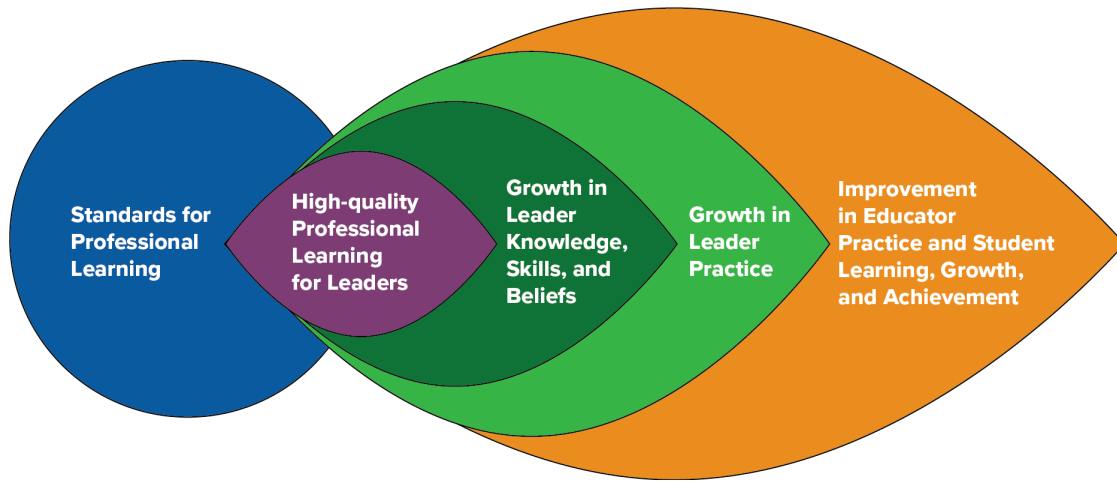 Standards for
Professional
Learning
High-quality
Professional
Learning
for Leaders
Growth in
Leader
Knowledge,
Skills, and
Beliefs
Growth in
Leader
Practice
Improvement
in Educator
Practice and Student
Learning, Growth,
and Achievement